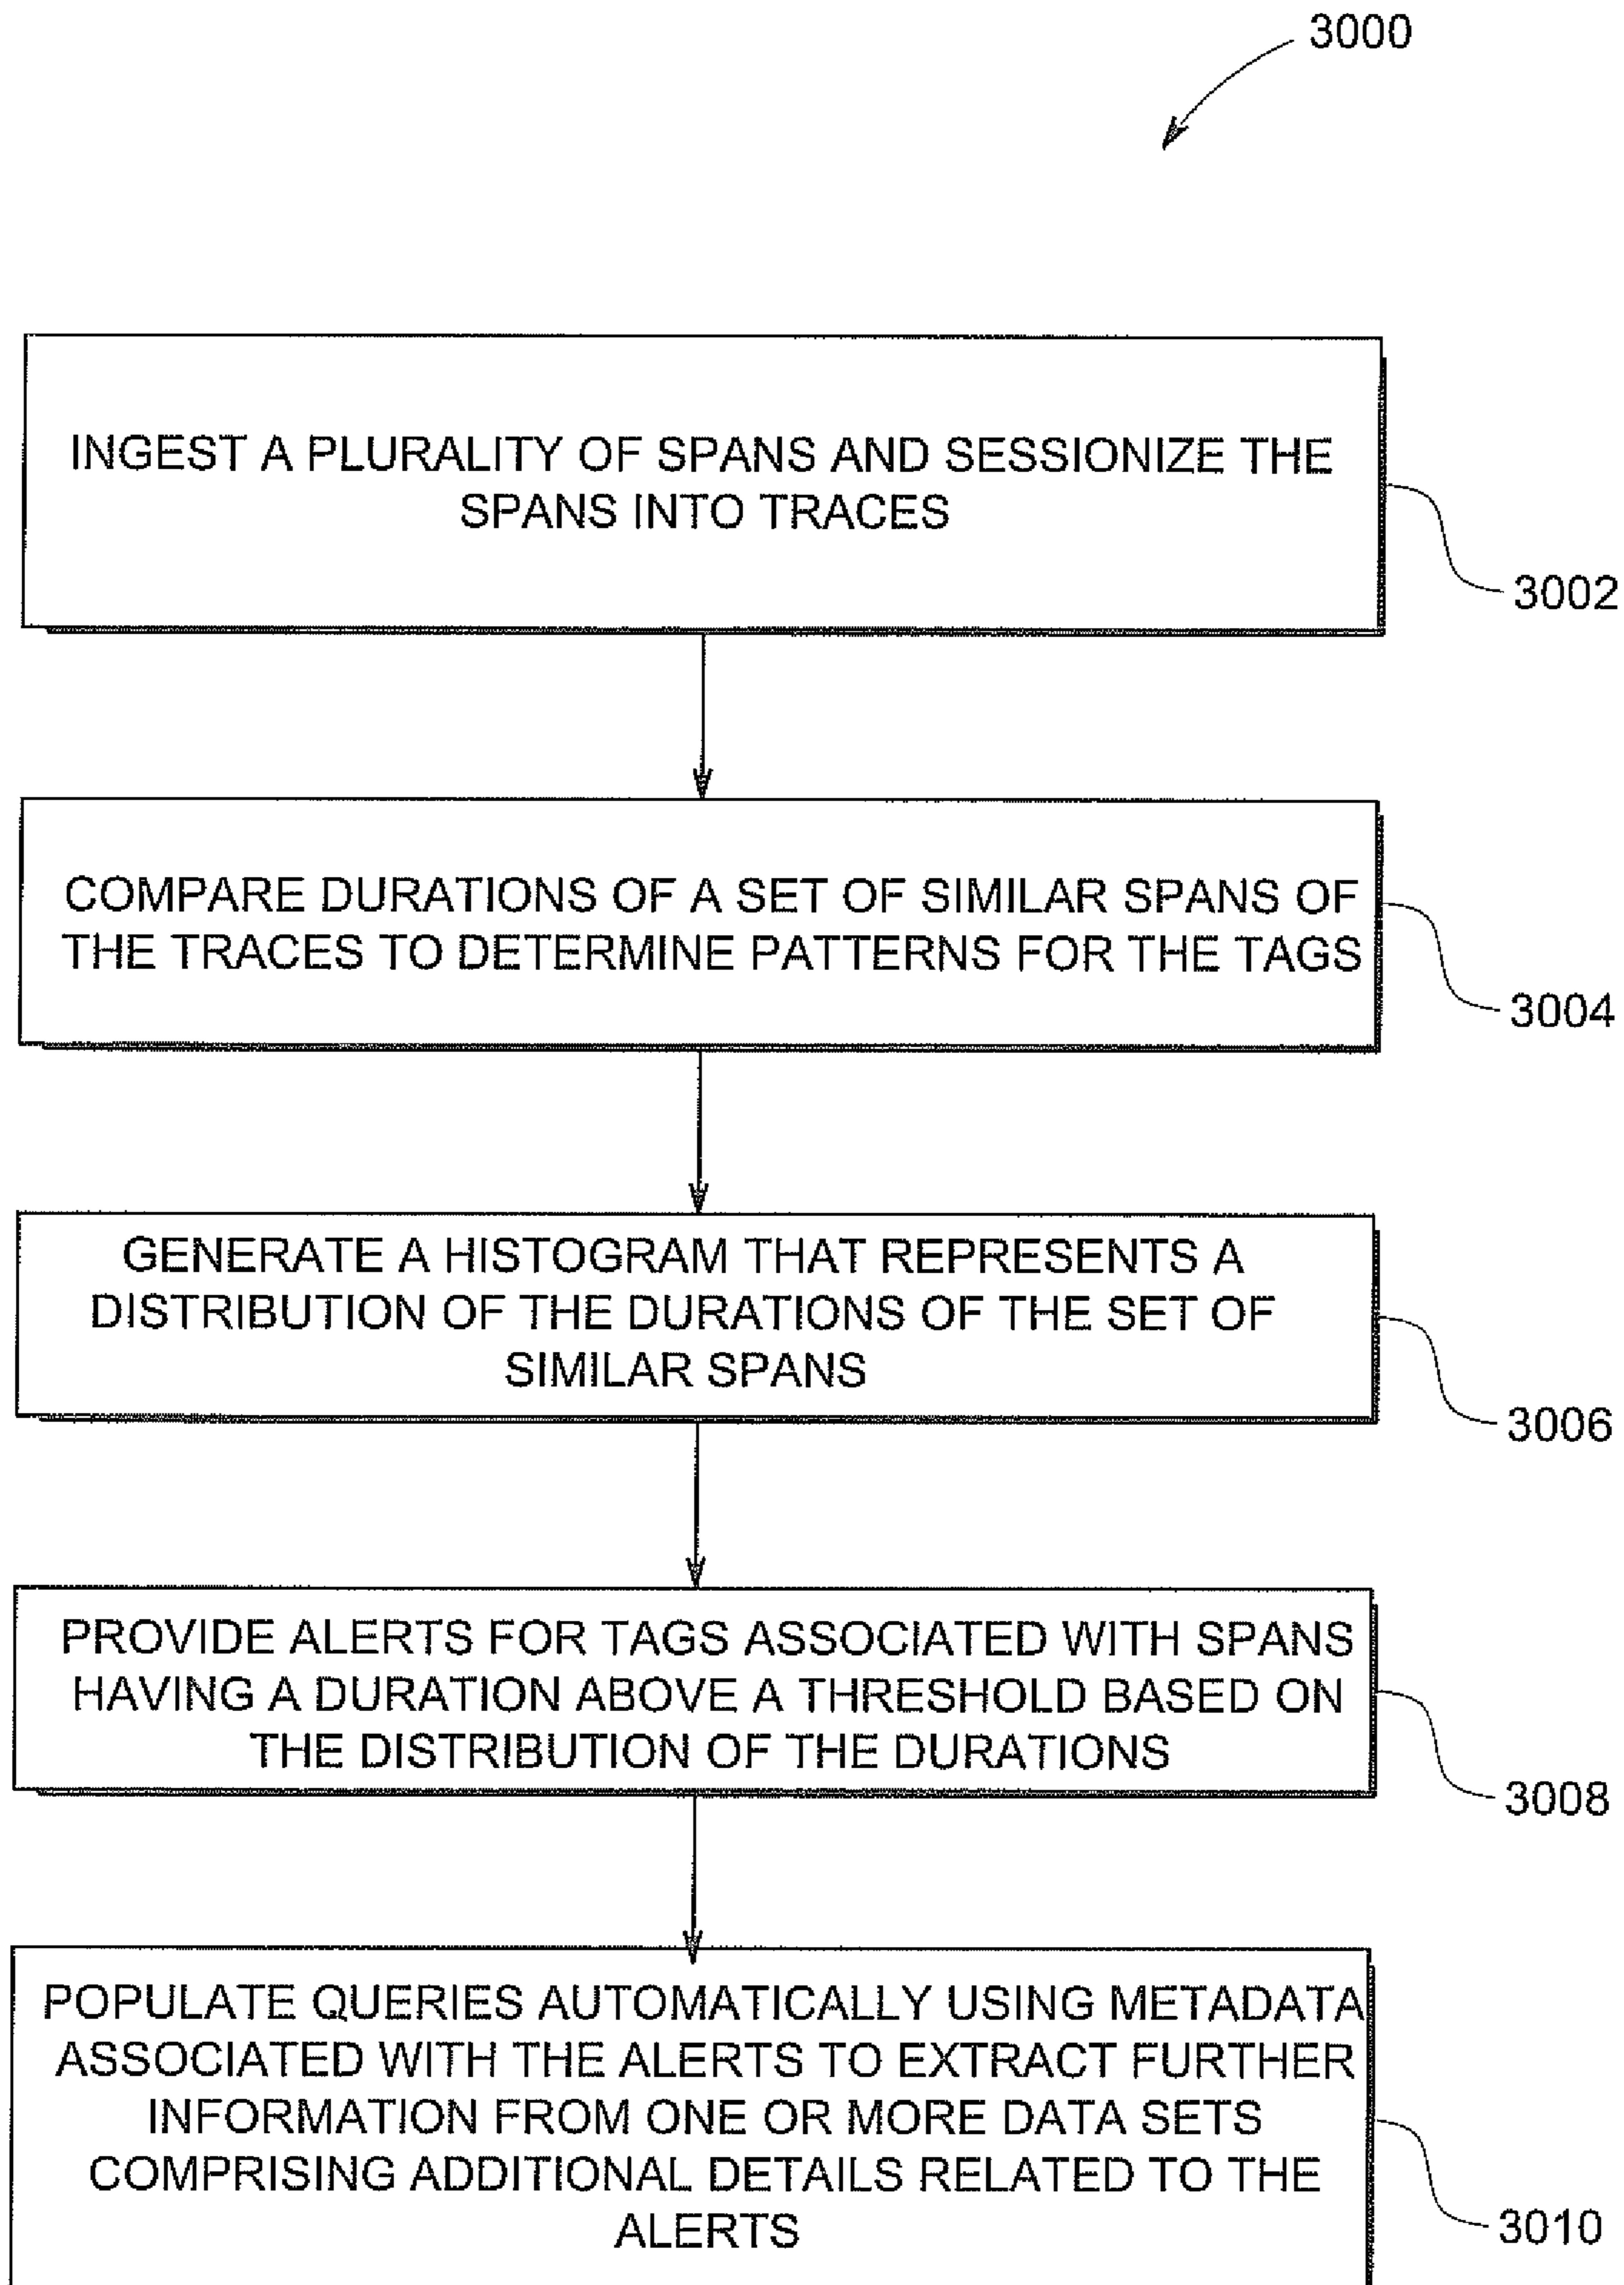 3000
INGEST A PLURALITY OF SPANS AND SESSIONIZE THE
SPANS INTO TRACES
3002
COMPARE DURATIONS OF A SET OF SIMILAR SPANS OF
THE TRACES TO DETERMINE PATTERNS FOR THE TAGS
3004
GENERATE A HISTOGRAM THAT REPRESENTS A
DISTRIBUTION OF THE DURATIONS OF THE SET OF
SIMILAR SPANS
3006
PROVIDE ALERTS FOR TAGS ASSOCIATED WITH SPANS
HAVING A DURATION ABOVE A THRESHOLD BASED ON
THE DISTRIBUTION OF THE DURATIONS
3008
POPULATE QUERIES AUTOMATICALLY USING METADATA
ASSOCIATED WITH THE ALERTS TO EXTRACT FURTHER
INFORMATION FROM ONE OR MORE DATA SETS
COMPRISING ADDITIONAL DETAILS RELATED TO THE
ALERTS
3010